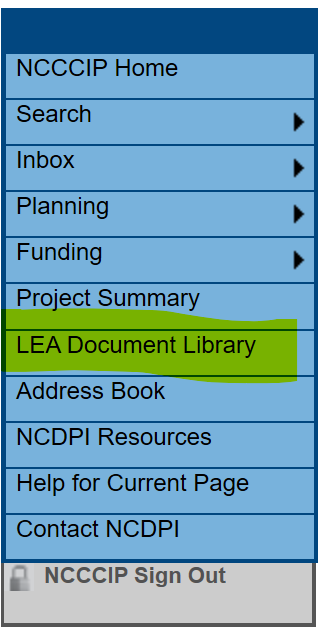 NCCCIP Home
Search
Inbox
Planning
Funding
Project Summary
LEA Document Library
Address Book
NCDPI Resources
Help for Current Page
Contact NCDPI
NCCCIP Sign Out